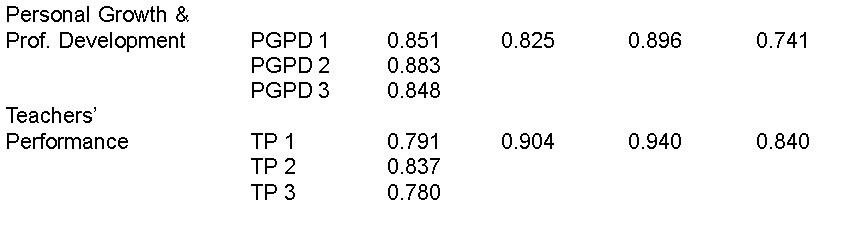 Personal Growth &
Prof. Development PGPD 1 0.851 0.825 0.896 0.741
PGPD 2 0.883
PGPD 3 0.848
Teachers’
Performance TP 1 0.791 0.904 0.940 0.840
TP 2 0.837
TP 3 0.780